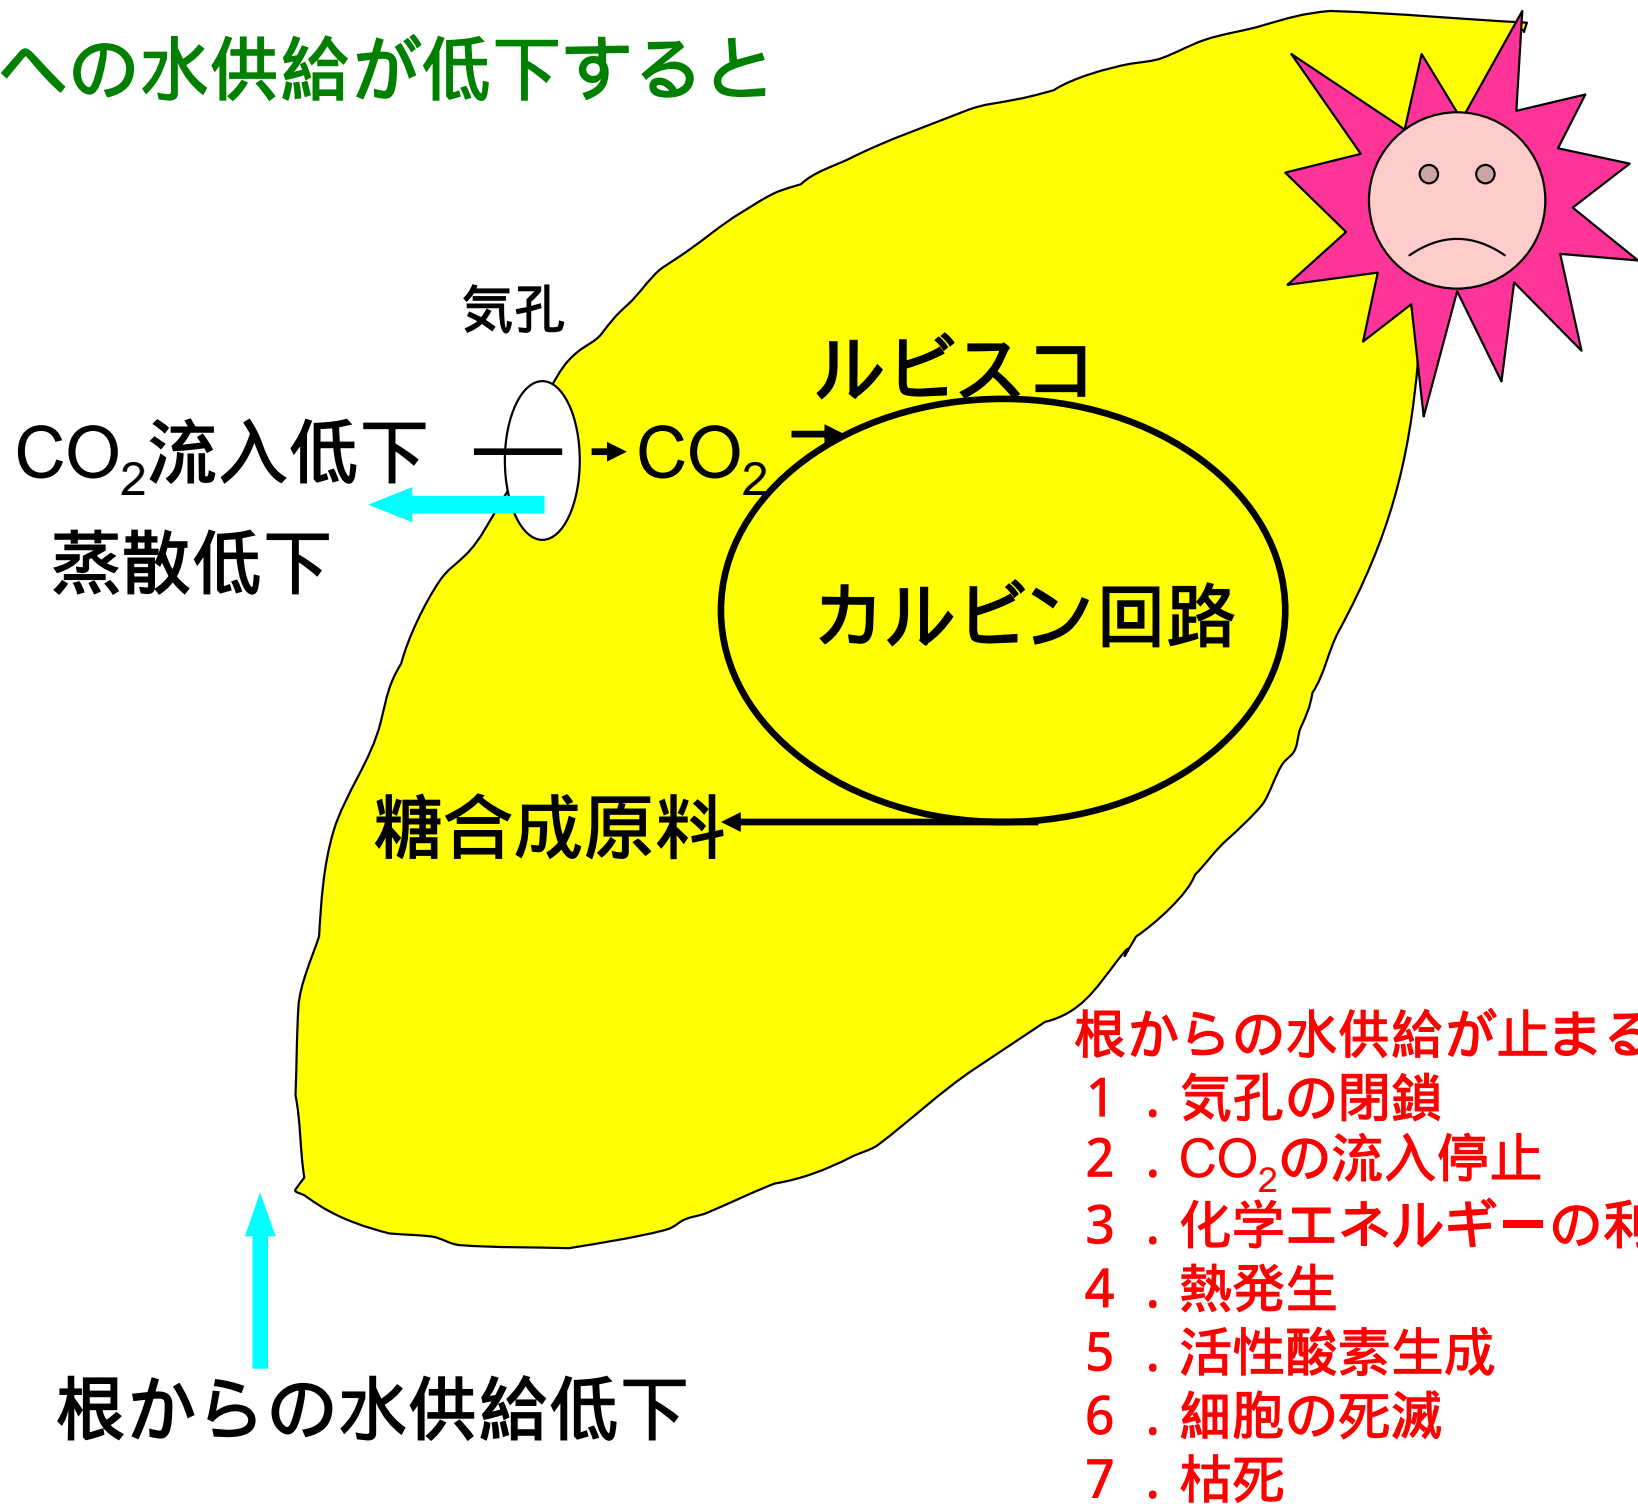 への水供給が低下すると
気孔
ルビスコ
CO₂流入低下
CO₂
蒸散低下
カルビン回路
糖合成原料
根からの水供給が止まる
1．気孔の閉鎖
2．CO₂の流入停止
3．化学エネルギーの利
4．熱発生
5．活性酸素生成
6．細胞の死滅
7．枯死
根からの水供給低下